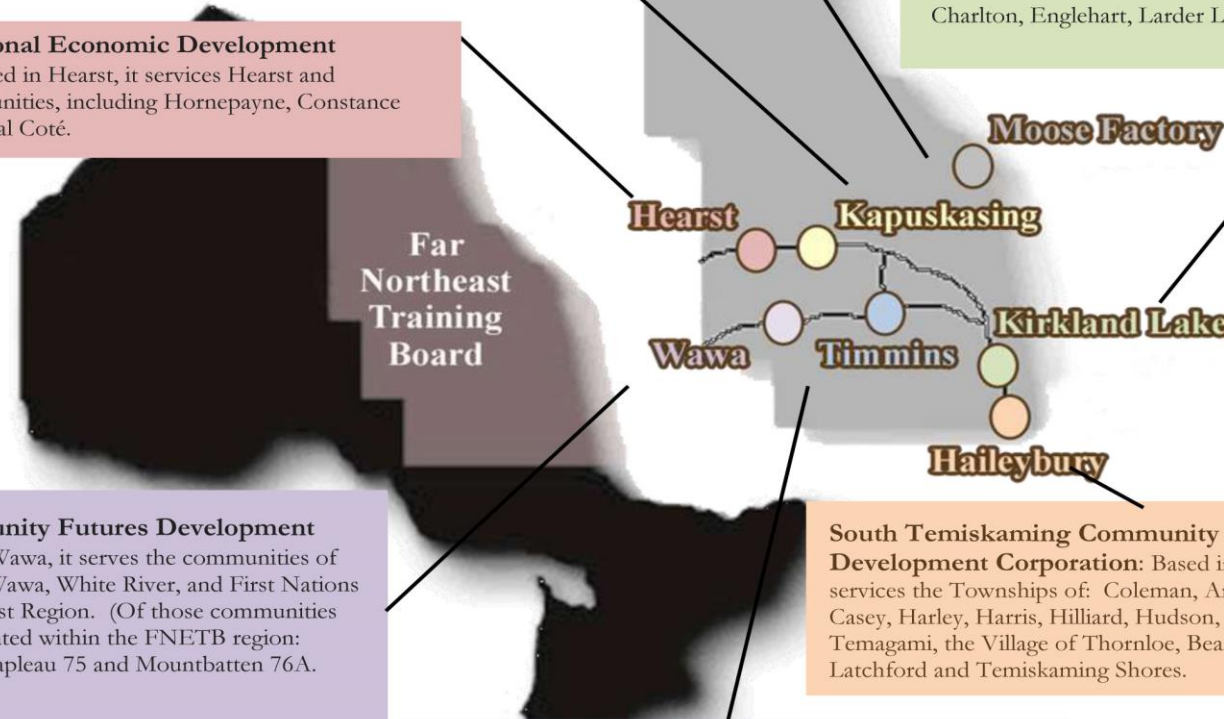 onal Economic Development
ed in Hearst, it services Hearst and
unities, including Hornepayne, Constance
al Coté.
Charlton, Englehart, Larder L
Moose Factory
Hearst
Kapuskasing
Far
Northeast
Training
Board
Wawa
Timmins
Kirkland Lake
Haileybury
unity Futures Development
Wawa, it serves the communities of
Wawa, White River, and First Nations
st Region. (Of those communities
ted within the FNETB region:
apleau 75 and Mountbatten 76A.
South Temiskaming Community
Development Corporation: Based i
services the Townships of: Coleman, A
Casey, Harley, Harris, Hilliard, Hudson,
Temagami, the Village of Thornloe, Bea
Latchford and Temiskaming Shores.